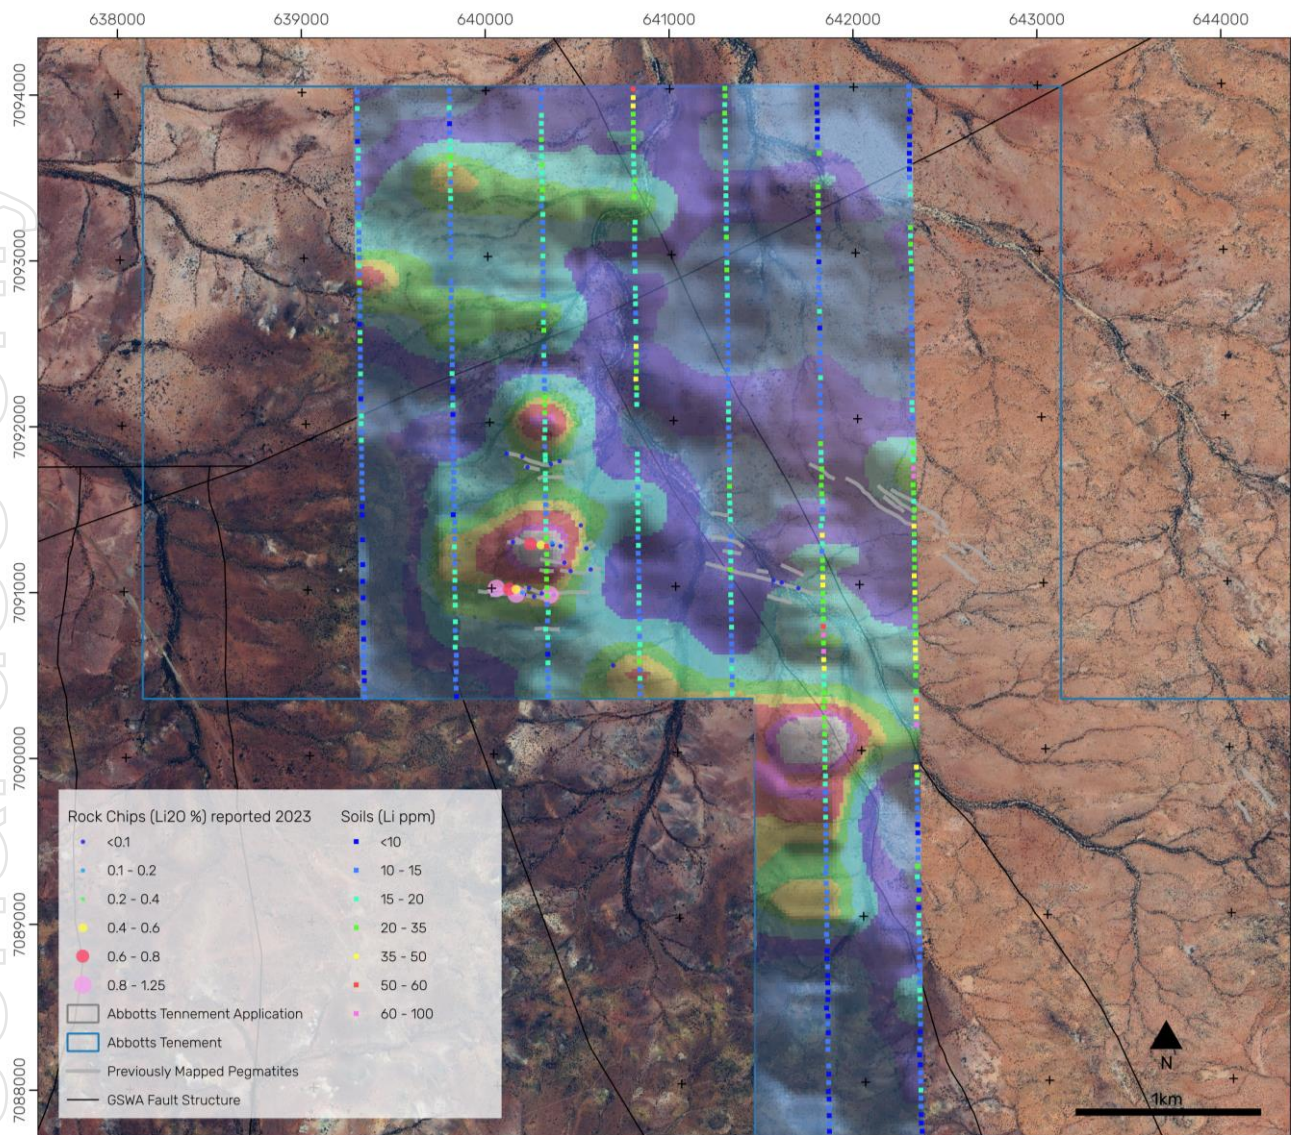 638000 639000 640000 641000 642000 643000 644000
7094000
7093000
7092000
7091000
7090000
7089000
7088000
Rock Chips (Li2O %) reported 2023
<0.1
0.1 - 0.2
0.2 - 0.4
0.4 - 0.6
0.6 - 0.8
0.8 - 1.25
Abbotts Tennement Application
Abbotts Tenement
Previously Mapped Pegmatites
GSWA Fault Structure
Soils (Li ppm)
<10
10 - 15
15 - 20
20 - 35
35 - 50
50 - 60
60 - 100
N
1km